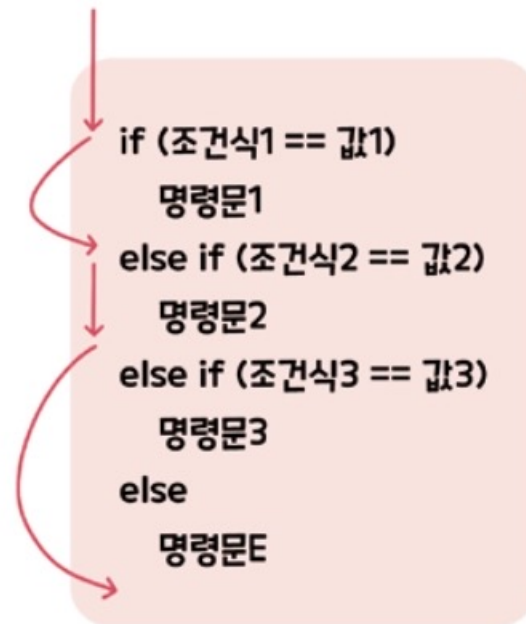 if (조건식1 == 값1)
명령문1
else if (조건식2 == 값2)
명령문2
else if (조건식3 == 값3)
명령문3
else
명령문E